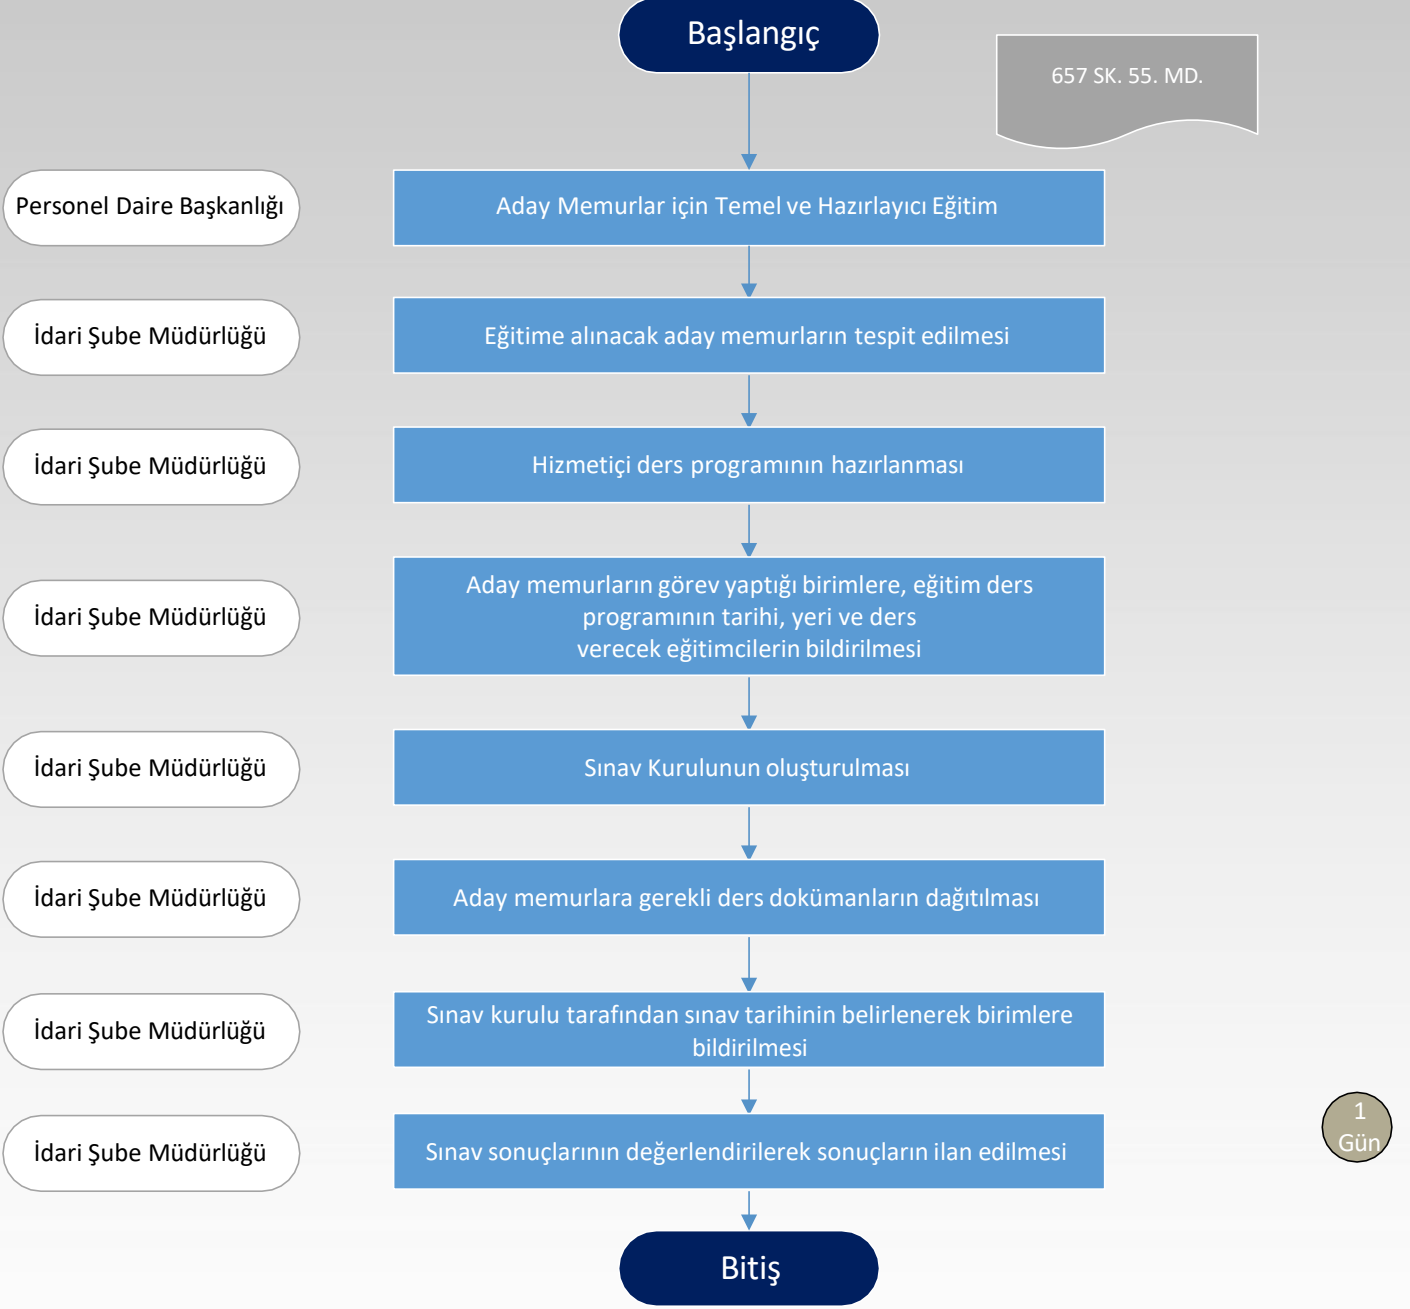 Başlangıç
657 SK. 55. MD.
Personel Daire Başkanlığı
Aday Memurlar için Temel ve Hazırlayıcı Eğitim
İdari Şube Müdürlüğü
Eğitime alınacak aday memurların tespit edilmesi
İdari Şube Müdürlüğü
Hizmetiçi ders programının hazırlanması
İdari Şube Müdürlüğü
Aday memurların görev yaptığı birimlere, eğitim ders
programının tarihi, yeri ve ders
verecek eğitimcilerin bildirilmesi
İdari Şube Müdürlüğü
Sınav Kurulunun oluşturulması
İdari Şube Müdürlüğü
Aday memurlara gerekli ders dokümanların dağıtılması
İdari Şube Müdürlüğü
Sınav kurulu tarafından sınav tarihinin belirlenerek birimlere
bildirilmesi
İdari Şube Müdürlüğü
Sınav sonuçlarının değerlendirilerek sonuçların ilan edilmesi
1
Gün
Bitiş